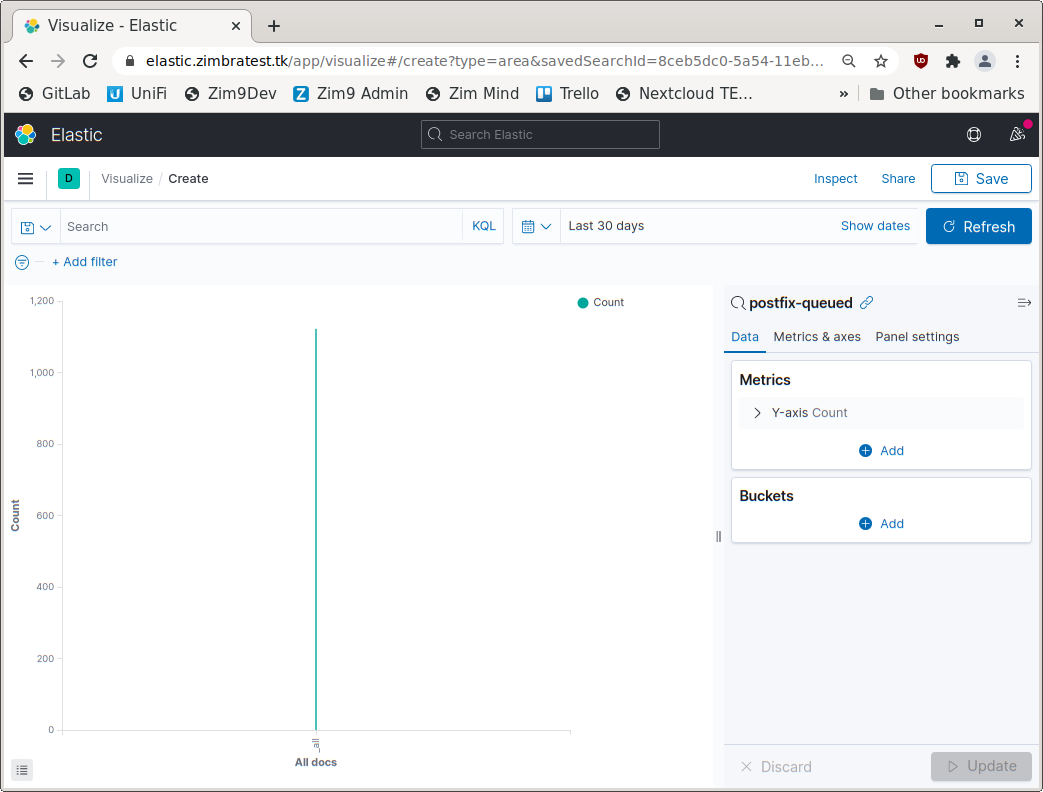 Visualize - Elastic
elastic.zimbratest.tk/app/visualize#/create?type=area&savedSearchId=8ceb5dc0-5a54-11eb...
GitLab UniFi Zim9Dev Zim9 Admin Zim Mind Trello Nextcloud TE... » Other bookmarks
Elastic Search Elastic
D Visualize / Create Inspect Share Save
Search KQL Last 30 days Show dates Refresh
+ Add filter
postfix-queued
Data Metrics & axes Panel settings
Metrics
Y-axis Count
Add
Buckets
Add
Discard Update
Count
1,200
1,000
800
600
400
200
0
Count
_all
All docs